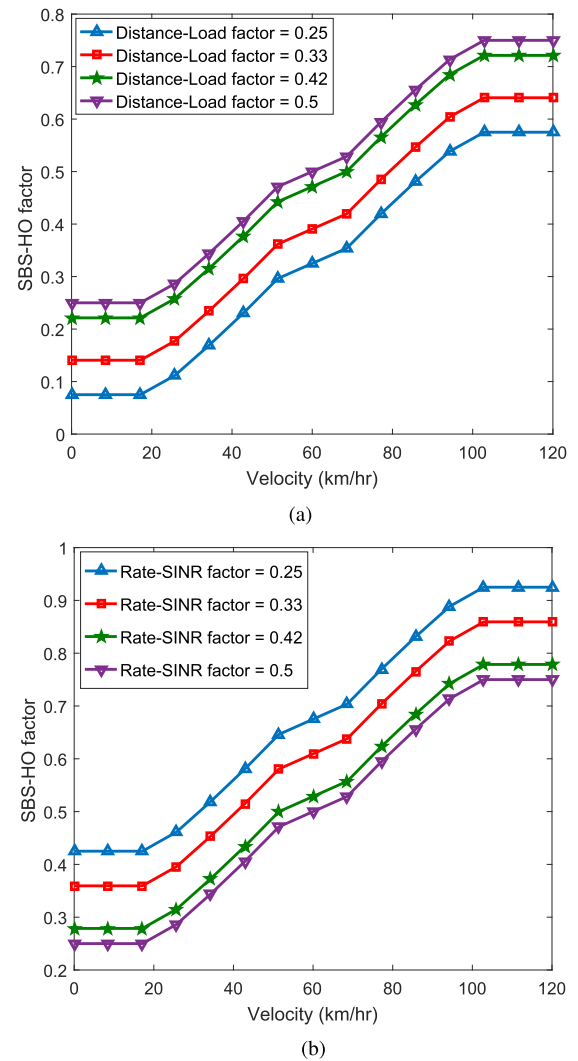 0.8
0.7
0.6
0.5
0.4
0.3
0.2
0.1
0
SBS-HO factor
Distance-Load factor = 0.25
Distance-Load factor = 0.33
Distance-Load factor = 0.42
Distance-Load factor = 0.5
0 20 40 60 80 100 120
Velocity (km/hr)
(a)
1
0.9
0.8
0.7
0.6
0.5
0.4
0.3
0.2
SBS-HO factor
Rate-SINR factor = 0.25
Rate-SINR factor = 0.33
Rate-SINR factor = 0.42
Rate-SINR factor = 0.5
0 20 40 60 80 100 120
Velocity (km/hr)
(b)